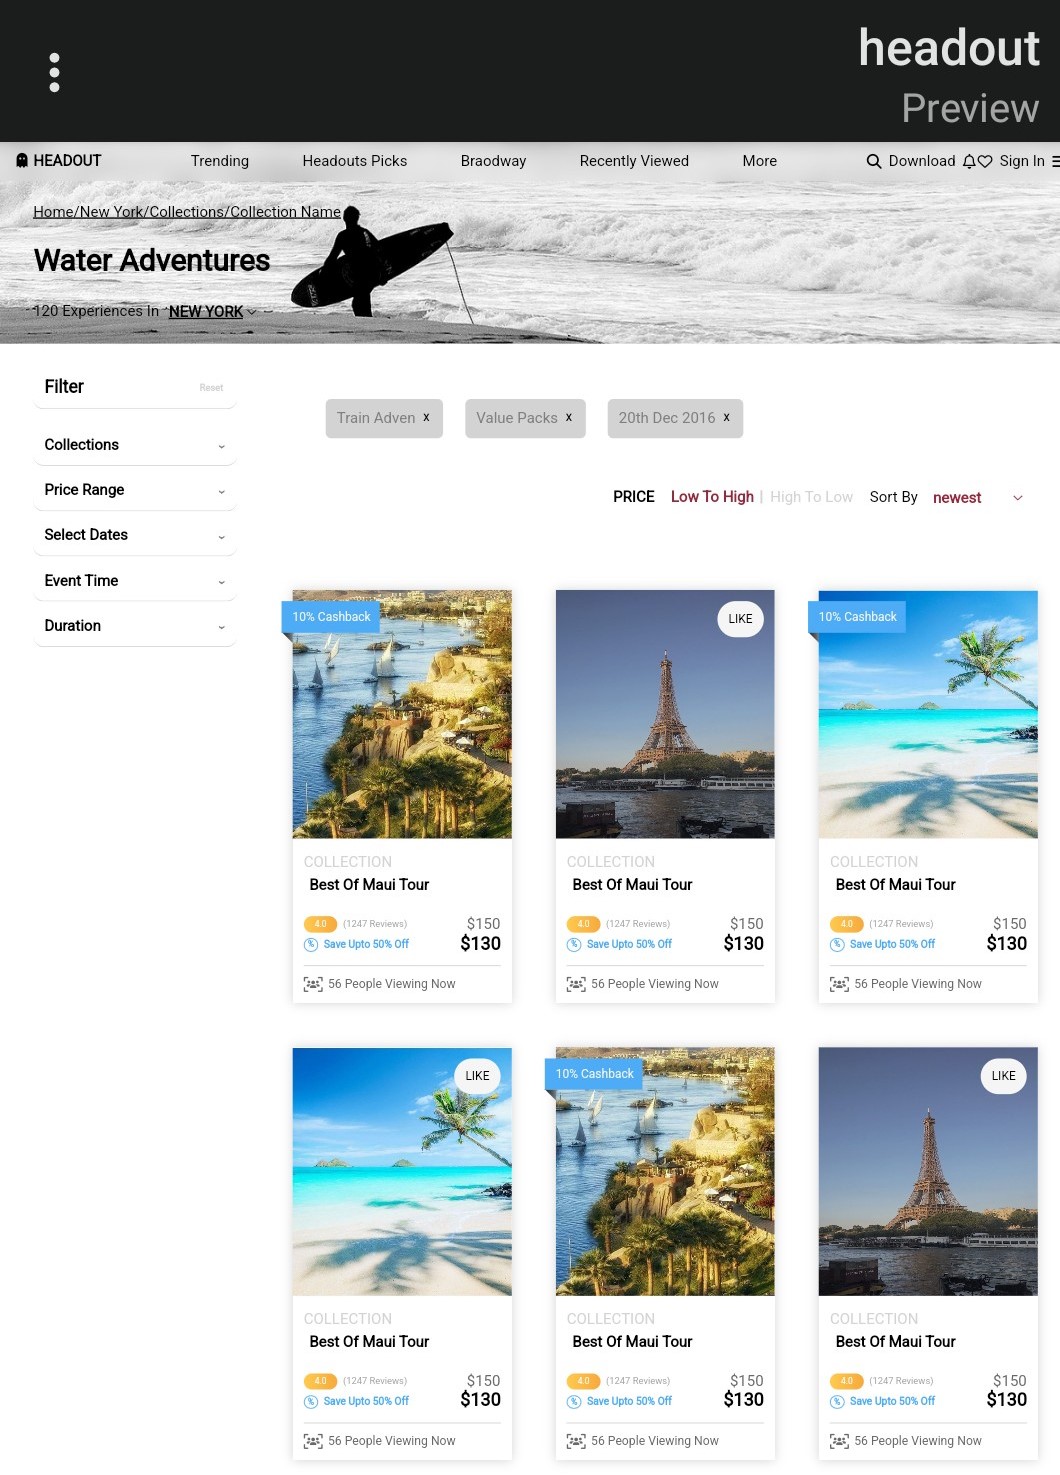 headout
Preview
HEADOUT Trending Headouts Picks Braodway Recently Viewed More Download Sign In
Home/New York/Collections/Collection Name
Water Adventures
120 Experiences In NEW YORK
Filter Reset
Collections
Price Range
Select Dates
Event Time
Duration
Train Adven x Value Packs x 20th Dec 2016 x
PRICE Low To High | High To Low Sort By newest
10% Cashback
COLLECTION
Best Of Maui Tour
4.0 (1247 Reviews) $150
% Save Upto 50% Off $130
56 People Viewing Now
LIKE
COLLECTION
Best Of Maui Tour
4.0 (1247 Reviews) $150
% Save Upto 50% Off $130
56 People Viewing Now
10% Cashback
COLLECTION
Best Of Maui Tour
4.0 (1247 Reviews) $150
% Save Upto 50% Off $130
56 People Viewing Now
LIKE
COLLECTION
Best Of Maui Tour
4.0 (1247 Reviews) $150
% Save Upto 50% Off $130
56 People Viewing Now
10% Cashback
COLLECTION
Best Of Maui Tour
4.0 (1247 Reviews) $150
% Save Upto 50% Off $130
56 People Viewing Now
LIKE
COLLECTION
Best Of Maui Tour
4.0 (1247 Reviews) $150
% Save Upto 50% Off $130
56 People Viewing Now